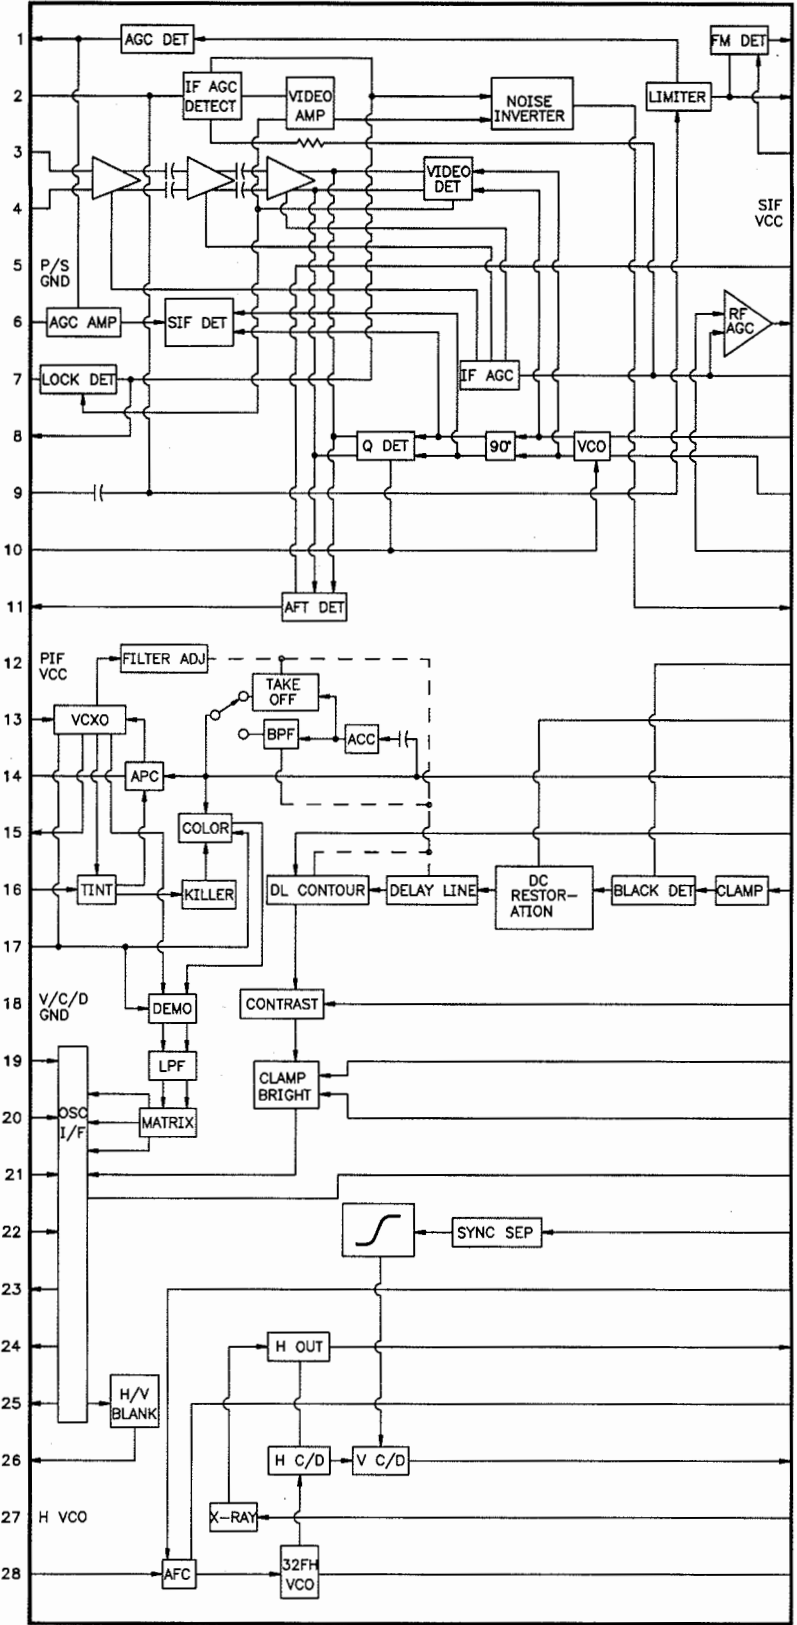 1
AGC DET
FM DET
2
IF AGC
DETECT
VIDEO
AMP
NOISE
INVERTER
LIMITER
3
VIDEO
DET
4
SIF
VCC
P/S
GND
5
6
AGC AMP
SIF DET
RF
AGC
7
LOCK DET
IF AGC
8
Q DET
90°
VCO
9
10
11
AFT DET
12
PIF
VCC
FILTER ADJ
TAKE
OFF
13
VCXO
BPF
ACC
14
APC
15
COLOR
16
TINT
KILLER
DL CONTOUR
DELAY LINE
DC
RESTOR-
ATION
BLACK DET
CLAMP
17
18
V/C/D
GND
DEMO
CONTRAST
19
LPF
CLAMP
BRIGHT
20
OSC
I/F
MATRIX
21
22
SYNC SEP
23
24
H OUT
25
H/V
BLANK
26
H C/D
V C/D
27
H VCO
X-RAY
28
AFC
32FH
VCO